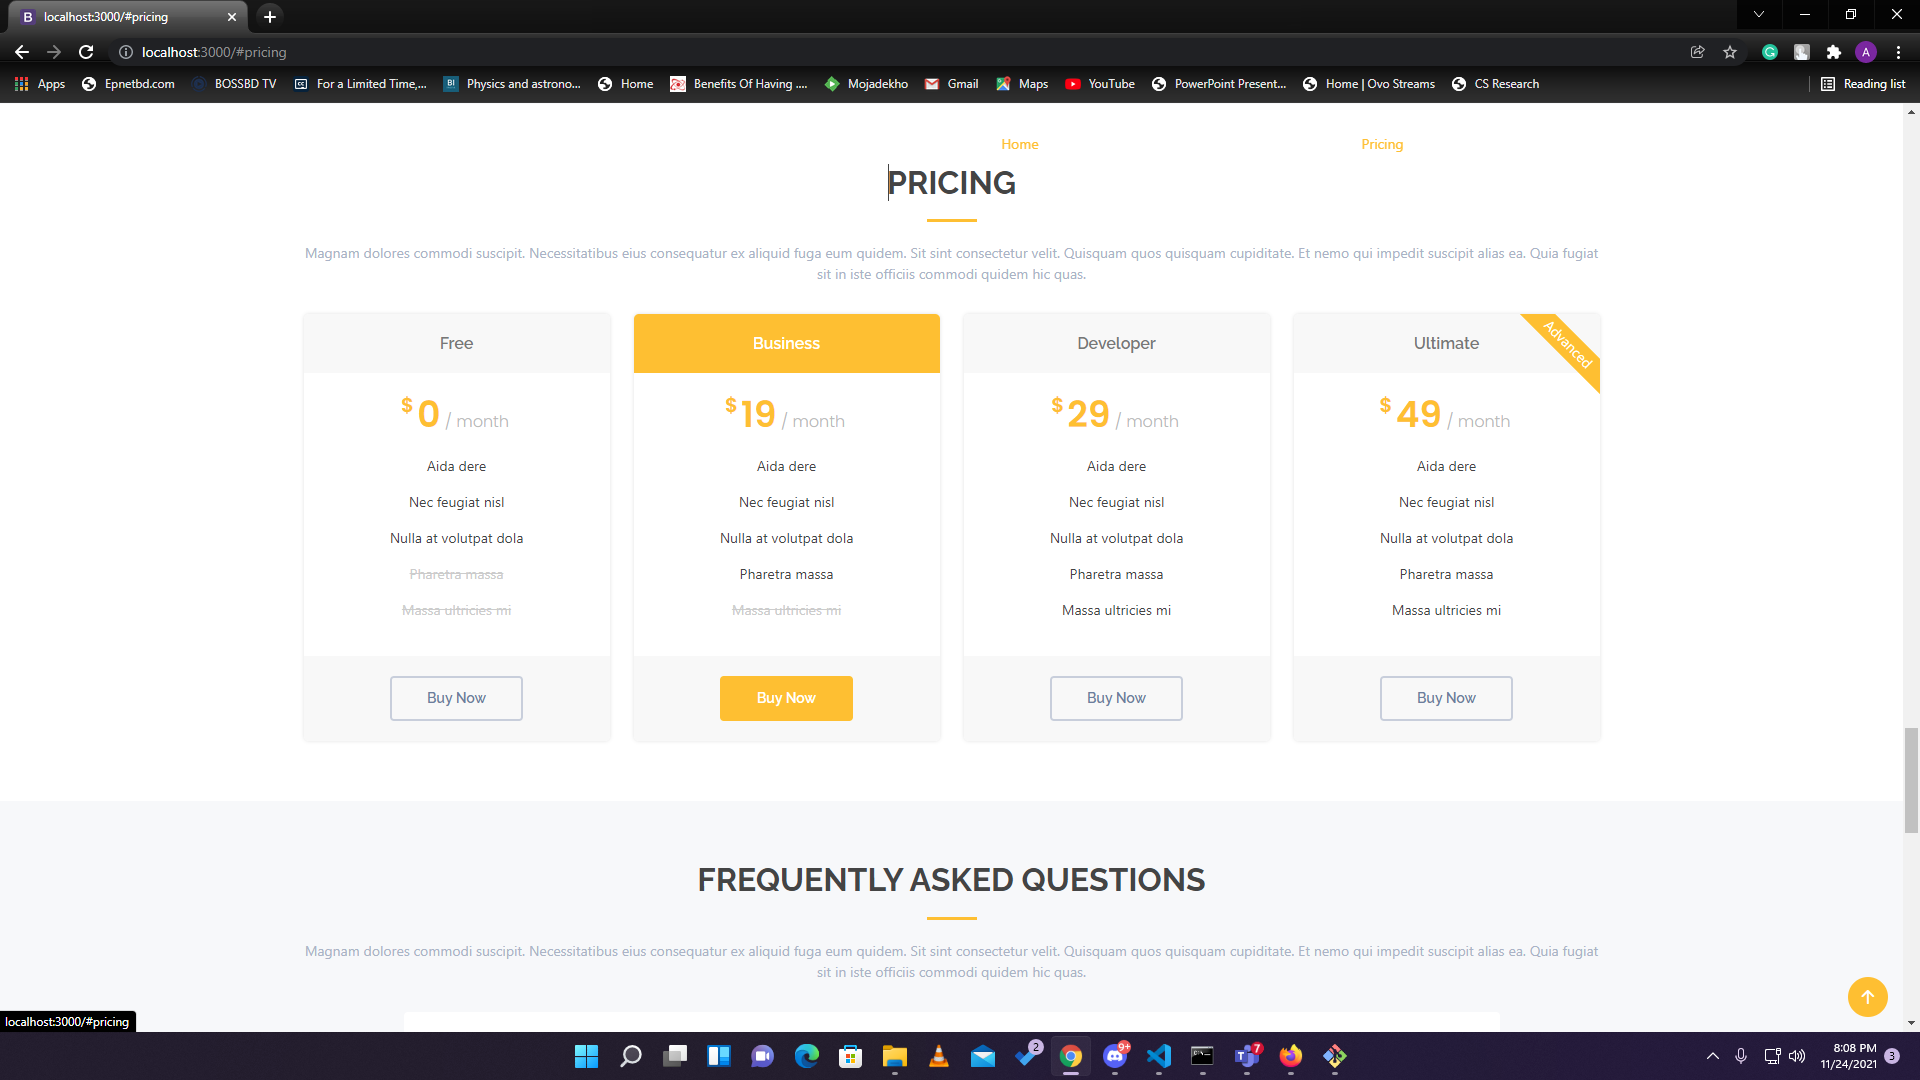 localhost:3000/#pricing
localhost:3000/#pricing
A
Apps
Epnetbd.com
BOSSBD TV
For a Limited Time,...
Physics and astrono...
Home
Benefits Of Having ....
Mojadekho
Gmail
Maps
YouTube
PowerPoint Present...
Home | Ovo Streams
CS Research
Reading list
Home
Pricing
PRICING
Magnam dolores commodi suscipit. Necessitatibus eius consequatur ex aliquid fuga eum quidem. Sit sint consectetur velit. Quisquam quos quisquam cupiditate. Et nemo qui impedit suscipit alias ea. Quia fugiat
sit in iste officiis commodi quidem hic quas.
Free
$0 / month
Aida dere
Nec feugiat nisl
Nulla at volutpat dola
Pharetra massa
Massa ultricies mi
Buy Now
Business
$19 / month
Aida dere
Nec feugiat nisl
Nulla at volutpat dola
Pharetra massa
Massa ultricies mi
Buy Now
Developer
$29 / month
Aida dere
Nec feugiat nisl
Nulla at volutpat dola
Pharetra massa
Massa ultricies mi
Buy Now
Ultimate
Advanced
$49 / month
Aida dere
Nec feugiat nisl
Nulla at volutpat dola
Pharetra massa
Massa ultricies mi
Buy Now
FREQUENTLY ASKED QUESTIONS
Magnam dolores commodi suscipit. Necessitatibus eius consequatur ex aliquid fuga eum quidem. Sit sint consectetur velit. Quisquam quos quisquam cupiditate. Et nemo qui impedit suscipit alias ea. Quia fugiat
sit in iste officiis commodi quidem hic quas.
localhost:3000/#pricing
2
9+
7
8:08 PM
11/24/2021
3